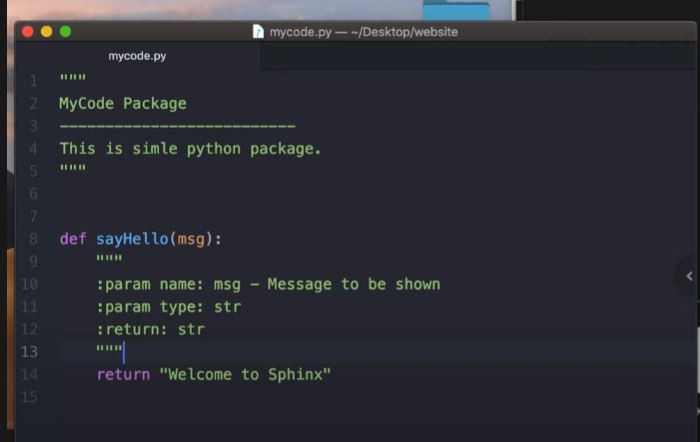 mycode.py — ~/Desktop/website
mycode.py
1 """
2 MyCode Package
3 --------------------------
4 This is simle python package.
5 """
6
7
8 def sayHello(msg):
9 """
10 :param name: msg – Message to be shown
11 :param type: str
12 :return: str
13 """
14 return "Welcome to Sphinx"
15